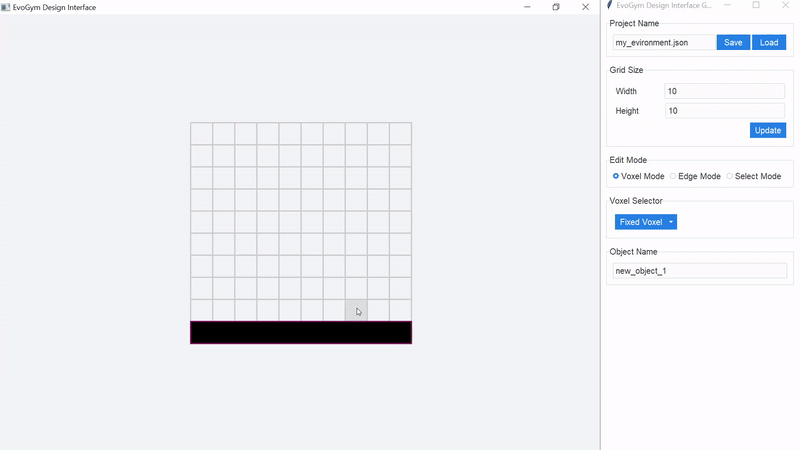 EvoGym Design Interface
EvoGym Design Interface G...
Project Name
my_evironment.json
Save
Load
Grid Size
Width
10
Height
10
Update
Edit Mode
Voxel Mode
Edge Mode
Select Mode
Voxel Selector
Fixed Voxel
Object Name
new_object_1